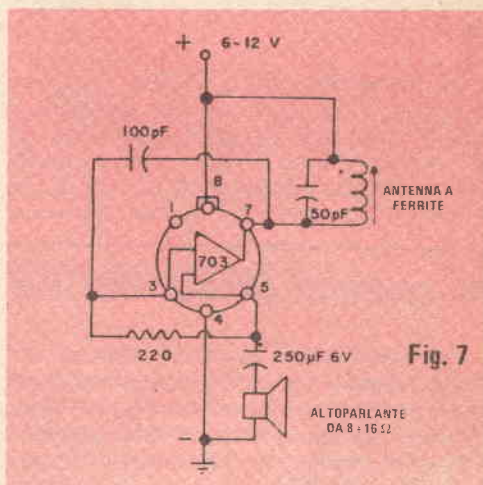 + 6-12 V
100pF
8
1
7
50pF
ANTENNA A
FERRITE
703
3
5
4
220
+
250µF 6V
Fig. 7
ALTOPARLANTE
DA 8÷16 Ω
-